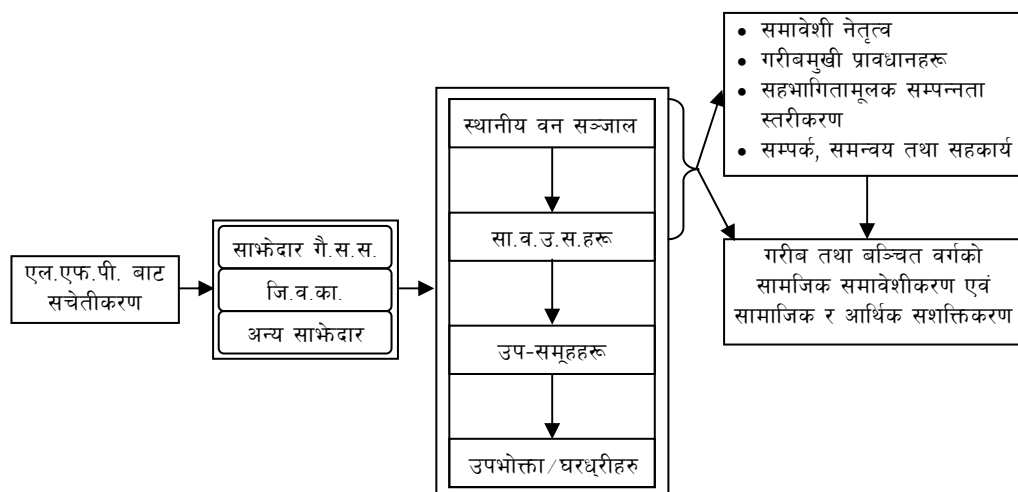 एल.एफ.पी. बाट
सचेतीकरण
साझेदार गै.स.स.
जि.व.का.
अन्य साझेदार
स्थानीय वन सञ्जाल
सा.व.उ.स.हरू
उप-समूहहरू
उपभोक्ता/घरधुरीहरु
• समावेशी नेतृत्व
• गरीबमुखी प्रावधानहरू
• सहभागितामूलक सम्पन्नता
स्तरीकरण
• सम्पर्क, समन्वय तथा सहकार्य
गरीब तथा बञ्चित वर्गको
सामजिक समावेशीकरण एवं
सामाजिक र आर्थिक सशक्तिकरण